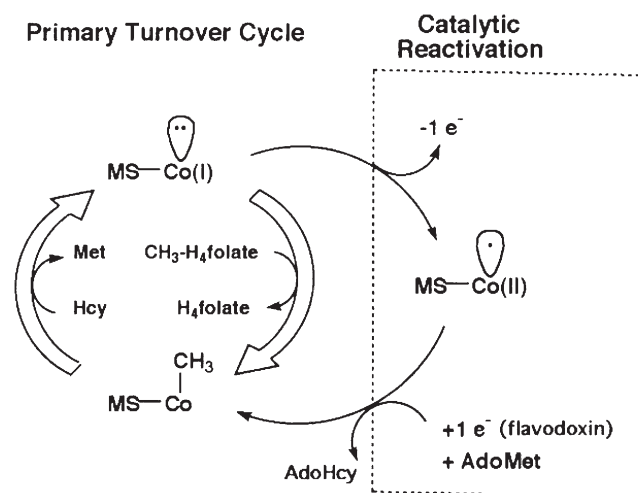 Primary Turnover Cycle
Catalytic
Reactivation
-1 e⁻
MS—Co(I)
Met
CH₃-H₄folate
Hcy
H₄folate
MS—Co(II)
CH₃
MS—Co
+1 e⁻ (flavodoxin)
+ AdoMet
AdoHcy